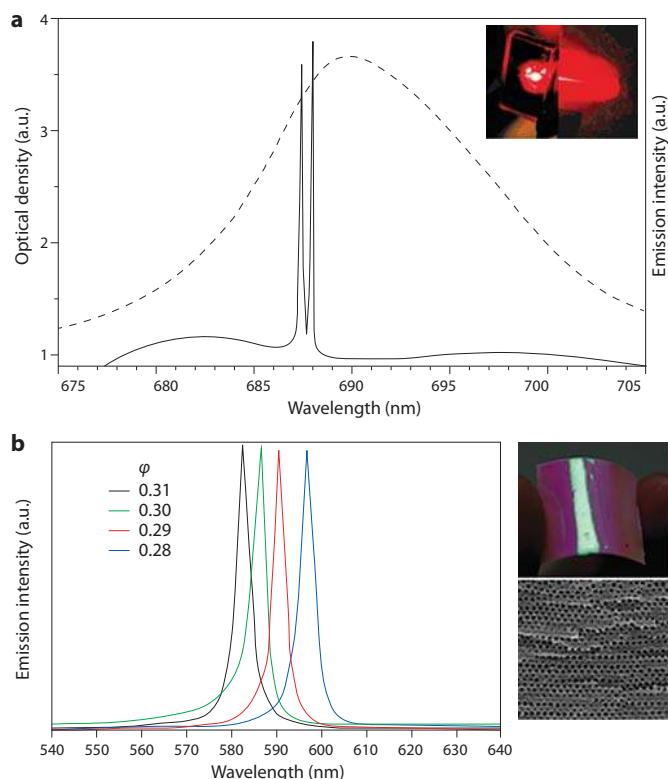 a
4
3
2
1
Optical density (a.u.)
Emission intensity (a.u.)
675 680 685 690 695 700 705
Wavelength (nm)
b
φ
0.31
0.30
0.29
0.28
Emission intensity (a.u.)
540 550 560 570 580 590 600 610 620 630 640
Wavelength (nm)